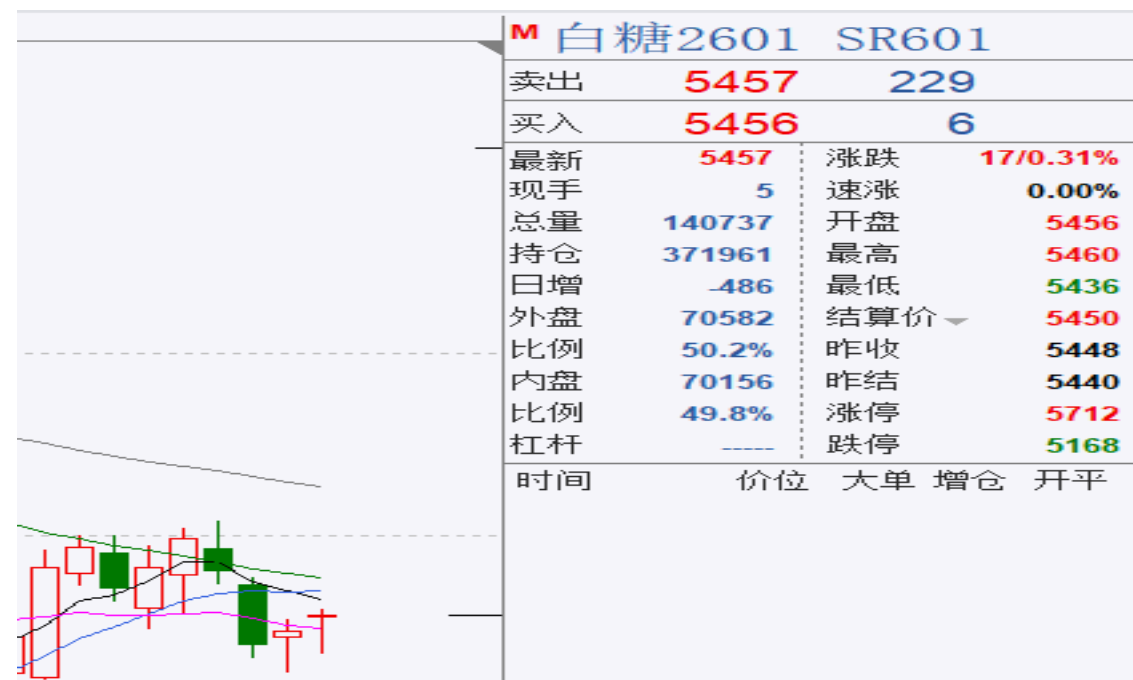 M 白糖2601 SR601
卖出 5457 229
买入 5456 6
最新 5457 涨跌 17/0.31%
现手 5 速涨 0.00%
总量 140737 开盘 5456
持仓 371961 最高 5460
日增 -486 最低 5436
外盘 70582 结算价 5450
比例 50.2% 昨收 5448
内盘 70156 昨结 5440
比例 49.8% 涨停 5712
杠杆 ----- 跌停 5168
时间 价位 大单 增仓 开平